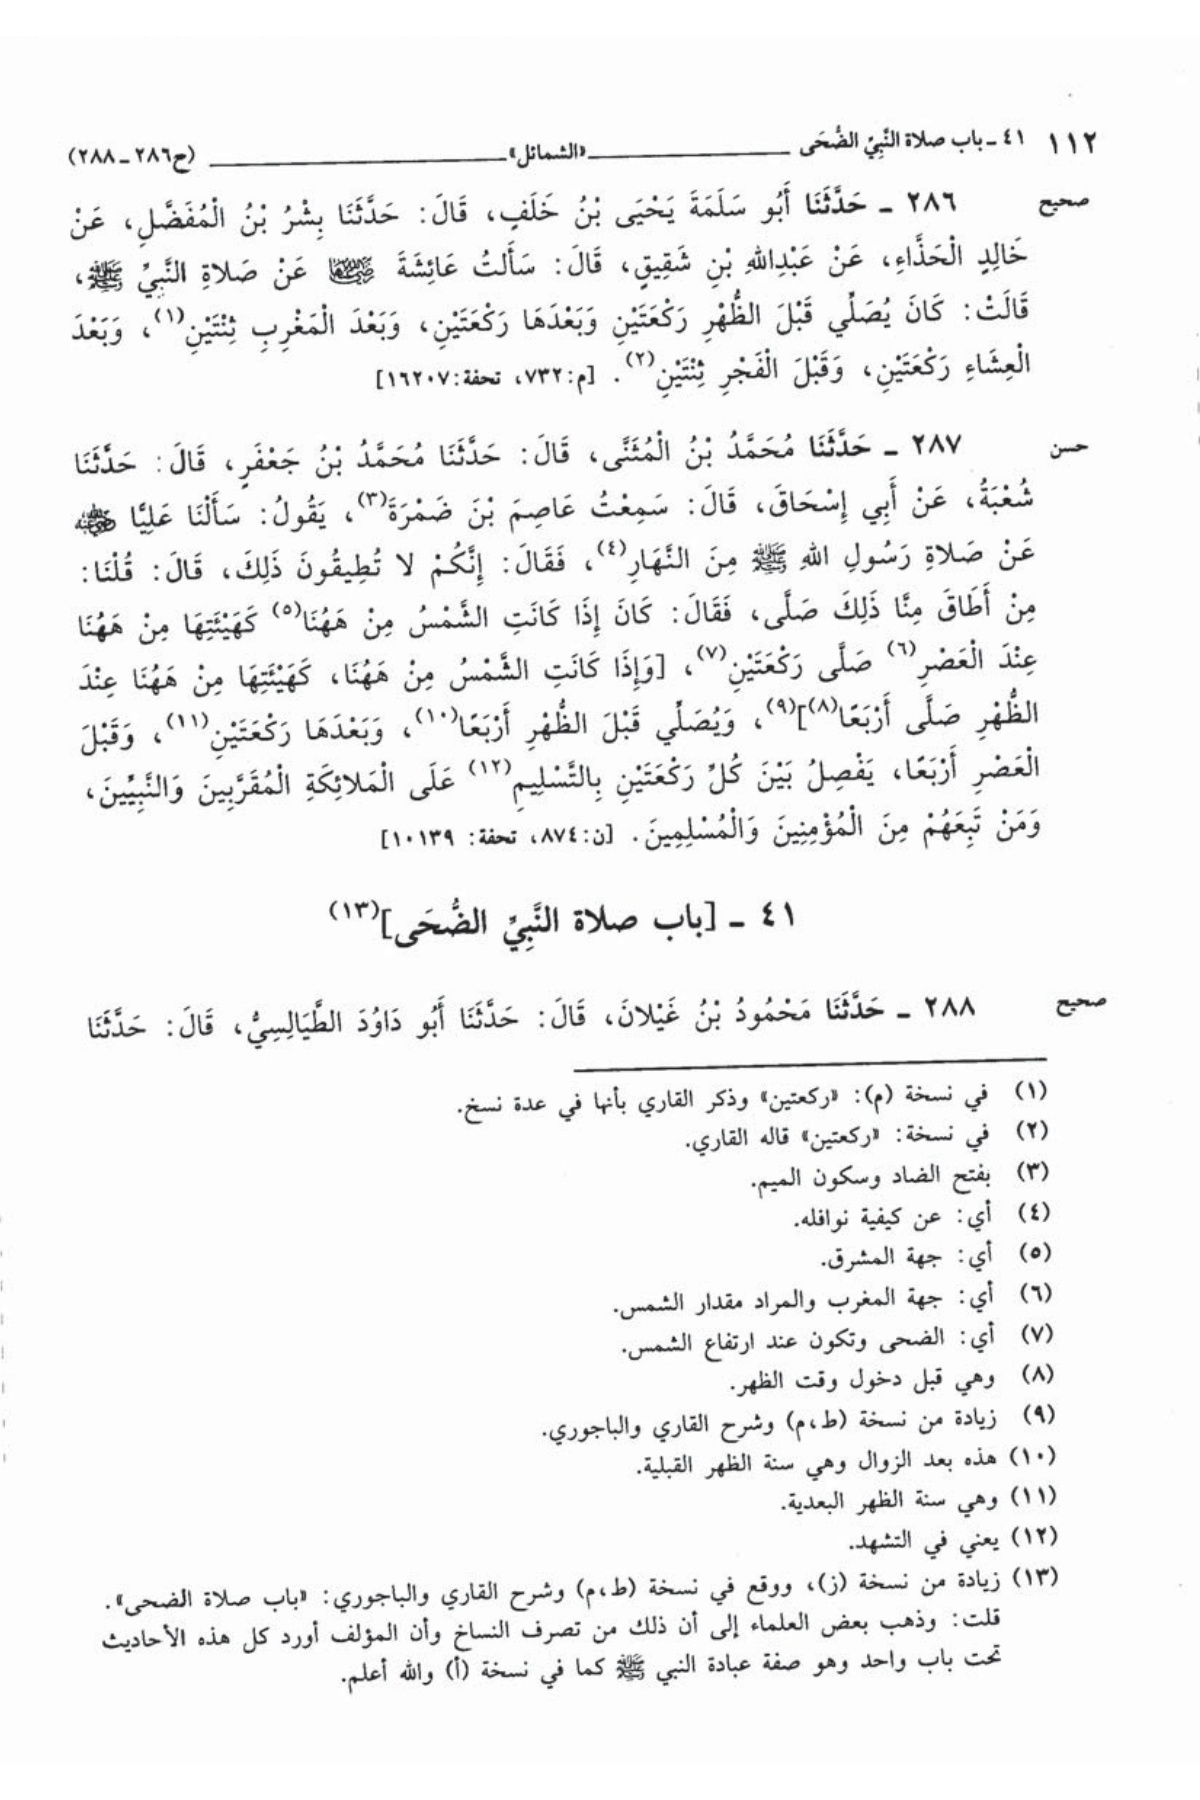 ١١٢ ٤١ ـ باب صلاة النَّبِيِّ الضُّحَى ــــ «الشمائل» ــــ (ح٢٨٦ـ٢٨٨)
صحيح ٢٨٦ ـ حَدَّثَنَا أَبُو سَلَمَةَ يَحْيَى بْنُ خَلَفٍ، قَالَ: حَدَّثَنَا بِشْرُ بْنُ الْمُفَضَّلِ، عَنْ
خَالِدٍ الْحَذَّاءِ، عَنْ عَبْدِاللهِ بْنِ شَقِيقٍ، قَالَ: سَأَلتُ عَائِشَةَ رضي الله عنها عَنْ صَلاةِ النَّبِيِّ ﷺ،
قَالَتْ: كَانَ يُصَلِّي قَبْلَ الظُّهْرِ رَكْعَتَيْنِ وَبَعْدَهَا رَكْعَتَيْنِ، وَبَعْدَ الْمَغْرِبِ ثِنْتَيْنِ(١)، وَبَعْدَ
الْعِشَاءِ رَكْعَتَيْنِ، وَقَبْلَ الْفَجْرِ ثِنْتَيْنِ(٢). [م:٧٣٢، تحفة:١٦٢٠٧]
حسن ٢٨٧ ـ حَدَّثَنَا مُحَمَّدُ بْنُ الْمُثَنَّى، قَالَ: حَدَّثَنَا مُحَمَّدُ بْنُ جَعْفَرٍ، قَالَ: حَدَّثَنَا
شُعْبَةُ، عَنْ أَبِي إِسْحَاقَ، قَالَ: سَمِعْتُ عَاصِمَ بْنَ ضَمْرَةَ(٣)، يَقُولُ: سَأَلْنَا عَلِيًّا رضي الله عنه
عَنْ صَلاةِ رَسُولِ اللهِ ﷺ مِنَ النَّهَارِ(٤)، فَقَالَ: إِنَّكُمْ لا تُطِيقُونَ ذَلِكَ، قَالَ: قُلْنَا:
مِنْ أَطَاقَ مِنَّا ذَلِكَ صَلَّى، فَقَالَ: كَانَ إِذَا كَانَتِ الشَّمْسُ مِنْ هَهُنَا(٥) كَهَيْئَتِهَا مِنْ هَهُنَا
عِنْدَ الْعَصْرِ(٦) صَلَّى رَكْعَتَيْنِ(٧)، [وَإِذَا كَانَتِ الشَّمْسُ مِنْ هَهُنَا، كَهَيْئَتِهَا مِنْ هَهُنَا عِنْدَ
الظُّهْرِ صَلَّى أَرْبَعًا(٨)](٩)، وَيُصَلِّي قَبْلَ الظُّهْرِ أَرْبَعًا(١٠)، وَبَعْدَهَا رَكْعَتَيْنِ(١١)، وَقَبْلَ
الْعَصْرِ أَرْبَعًا، يَفْصِلُ بَيْنَ كُلِّ رَكْعَتَيْنِ بِالتَّسْلِيمِ(١٢) عَلَى الْمَلائِكَةِ الْمُقَرَّبِينَ وَالنَّبِيِّينَ،
وَمَنْ تَبِعَهُمْ مِنَ الْمُؤْمِنِينَ وَالْمُسْلِمِينَ. [ن:٨٧٤، تحفة: ١٠١٣٩]
٤١ ـ [باب صلاة النَّبِيِّ الضُّحَى](١٣)
صحيح ٢٨٨ ـ حَدَّثَنَا مَحْمُودُ بْنُ غَيْلانَ، قَالَ: حَدَّثَنَا أَبُو دَاوُدَ الطَّيَالِسِيُّ، قَالَ: حَدَّثَنَا
(١) في نسخة (م): «ركعتين» وذكر القاري بأنها في عدة نسخ.
(٢) في نسخة: «ركعتين» قاله القاري.
(٣) بفتح الضاد وسكون الميم.
(٤) أي: عن كيفية نوافله.
(٥) أي: جهة المشرق.
(٦) أي: جهة المغرب والمراد مقدار الشمس.
(٧) أي: الضحى وتكون عند ارتفاع الشمس.
(٨) وهي قبل دخول وقت الظهر.
(٩) زيادة من نسخة (ط،م) وشرح القاري والباجوري.
(١٠) هذه بعد الزوال وهي سنة الظهر القبلية.
(١١) وهي سنة الظهر البعدية.
(١٢) يعني في التشهد.
(١٣) زيادة من نسخة (ز)، ووقع في نسخة (ط،م) وشرح القاري والباجوري: «باب صلاة الضحى».
قلت: وذهب بعض العلماء إلى أن ذلك من تصرف النساخ وأن المؤلف أورد كل هذه الأحاديث
تحت باب واحد وهو صفة عبادة النبي ﷺ كما في نسخة (أ) والله أعلم.